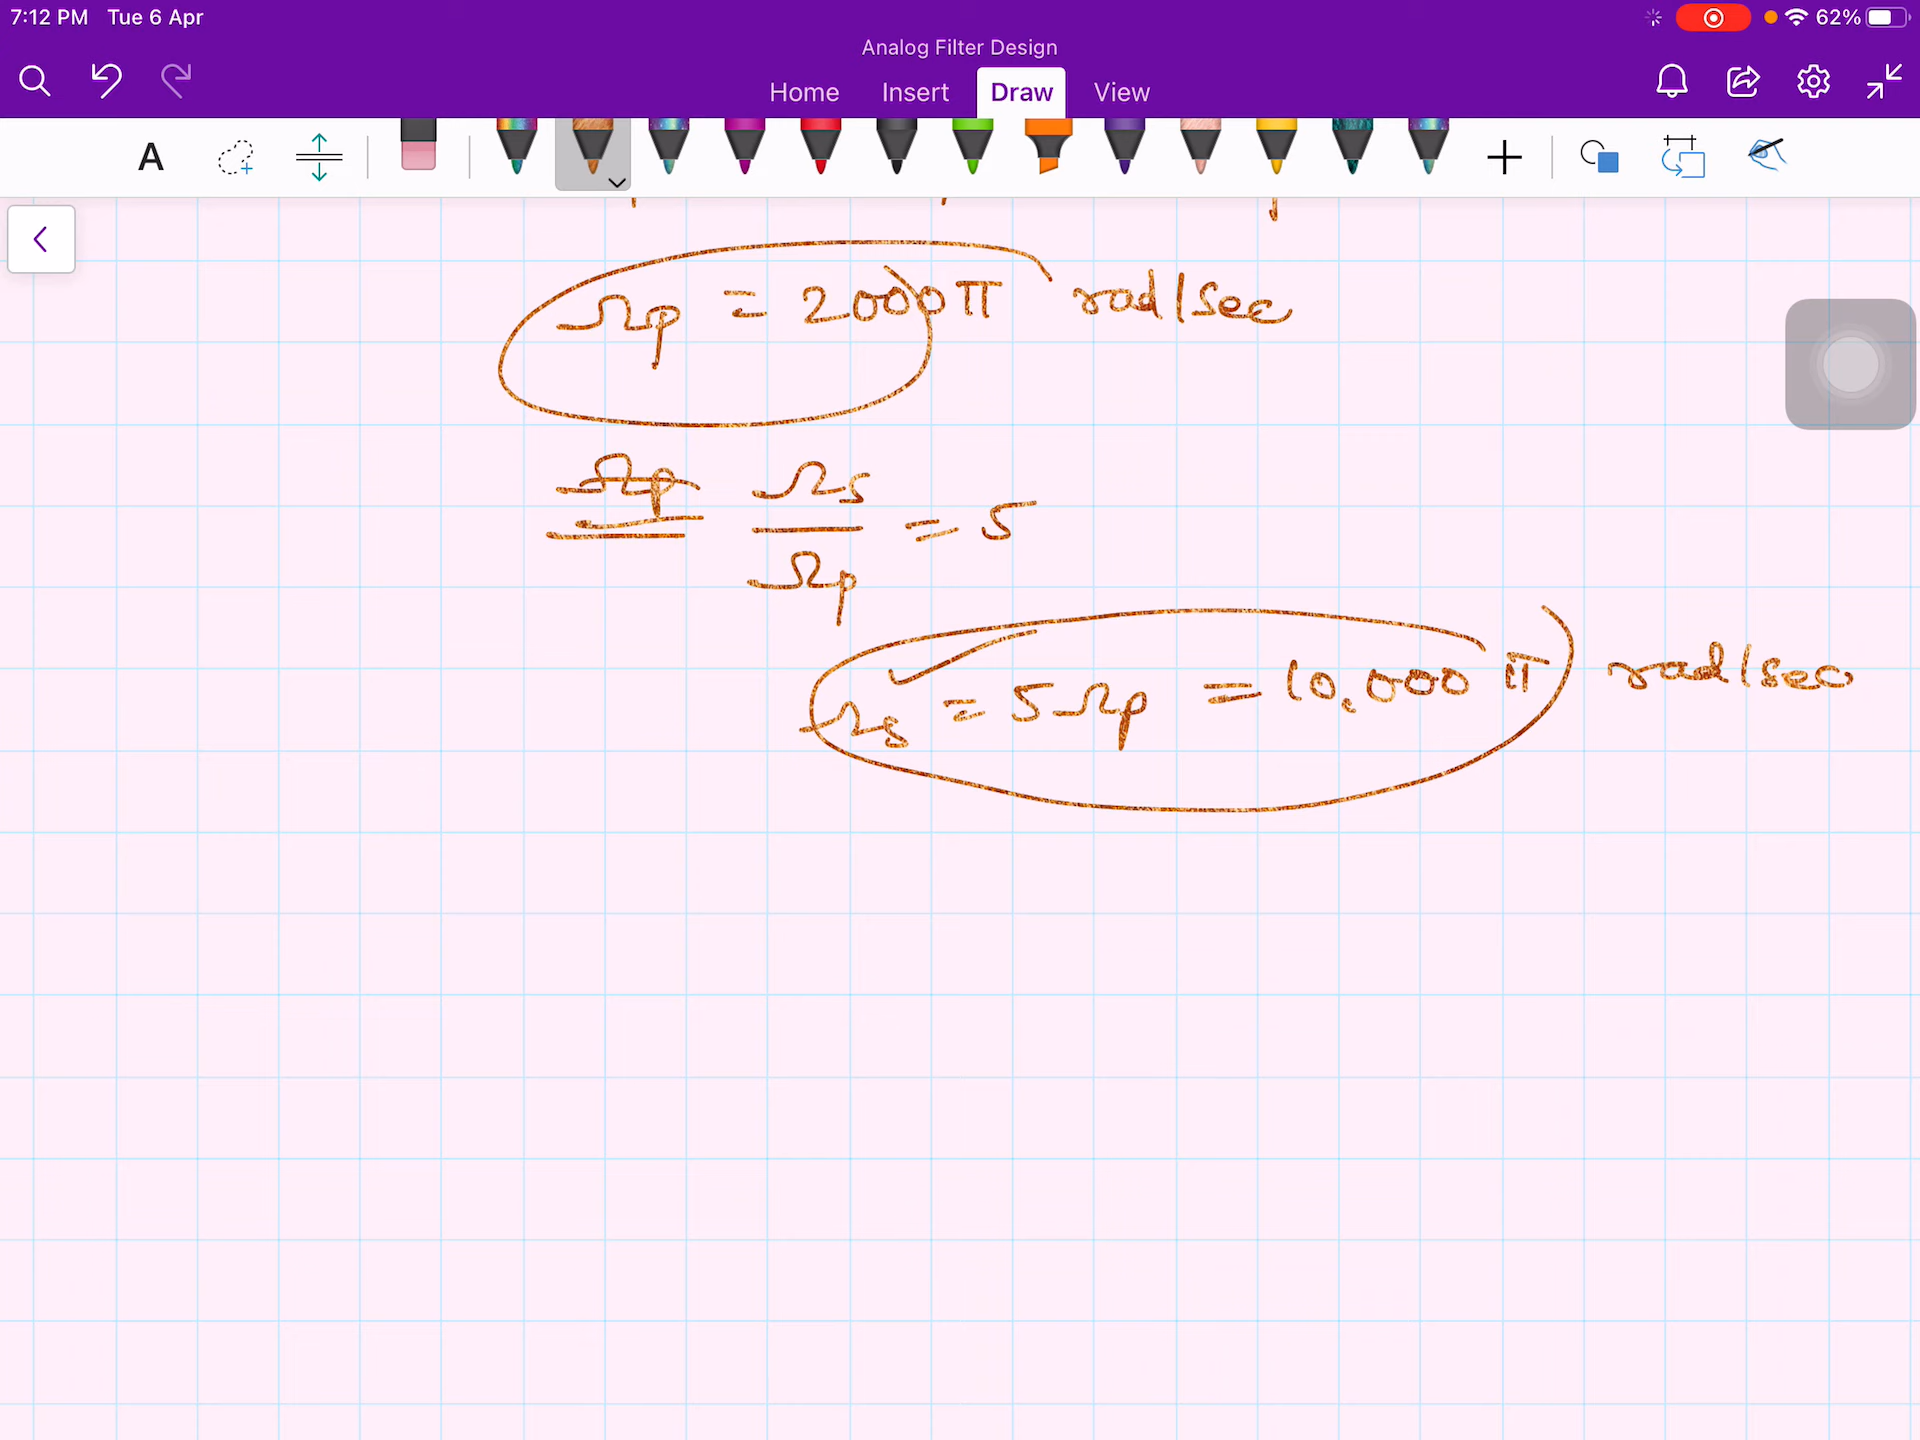 7:12 PM Tue 6 Apr
62%
Analog Filter Design
Home Insert Draw View
A
Ωp = 2000π rad/sec
Ωp Ωs/Ωp = 5
Ωs = 5Ωp = 10,000 π rad/sec